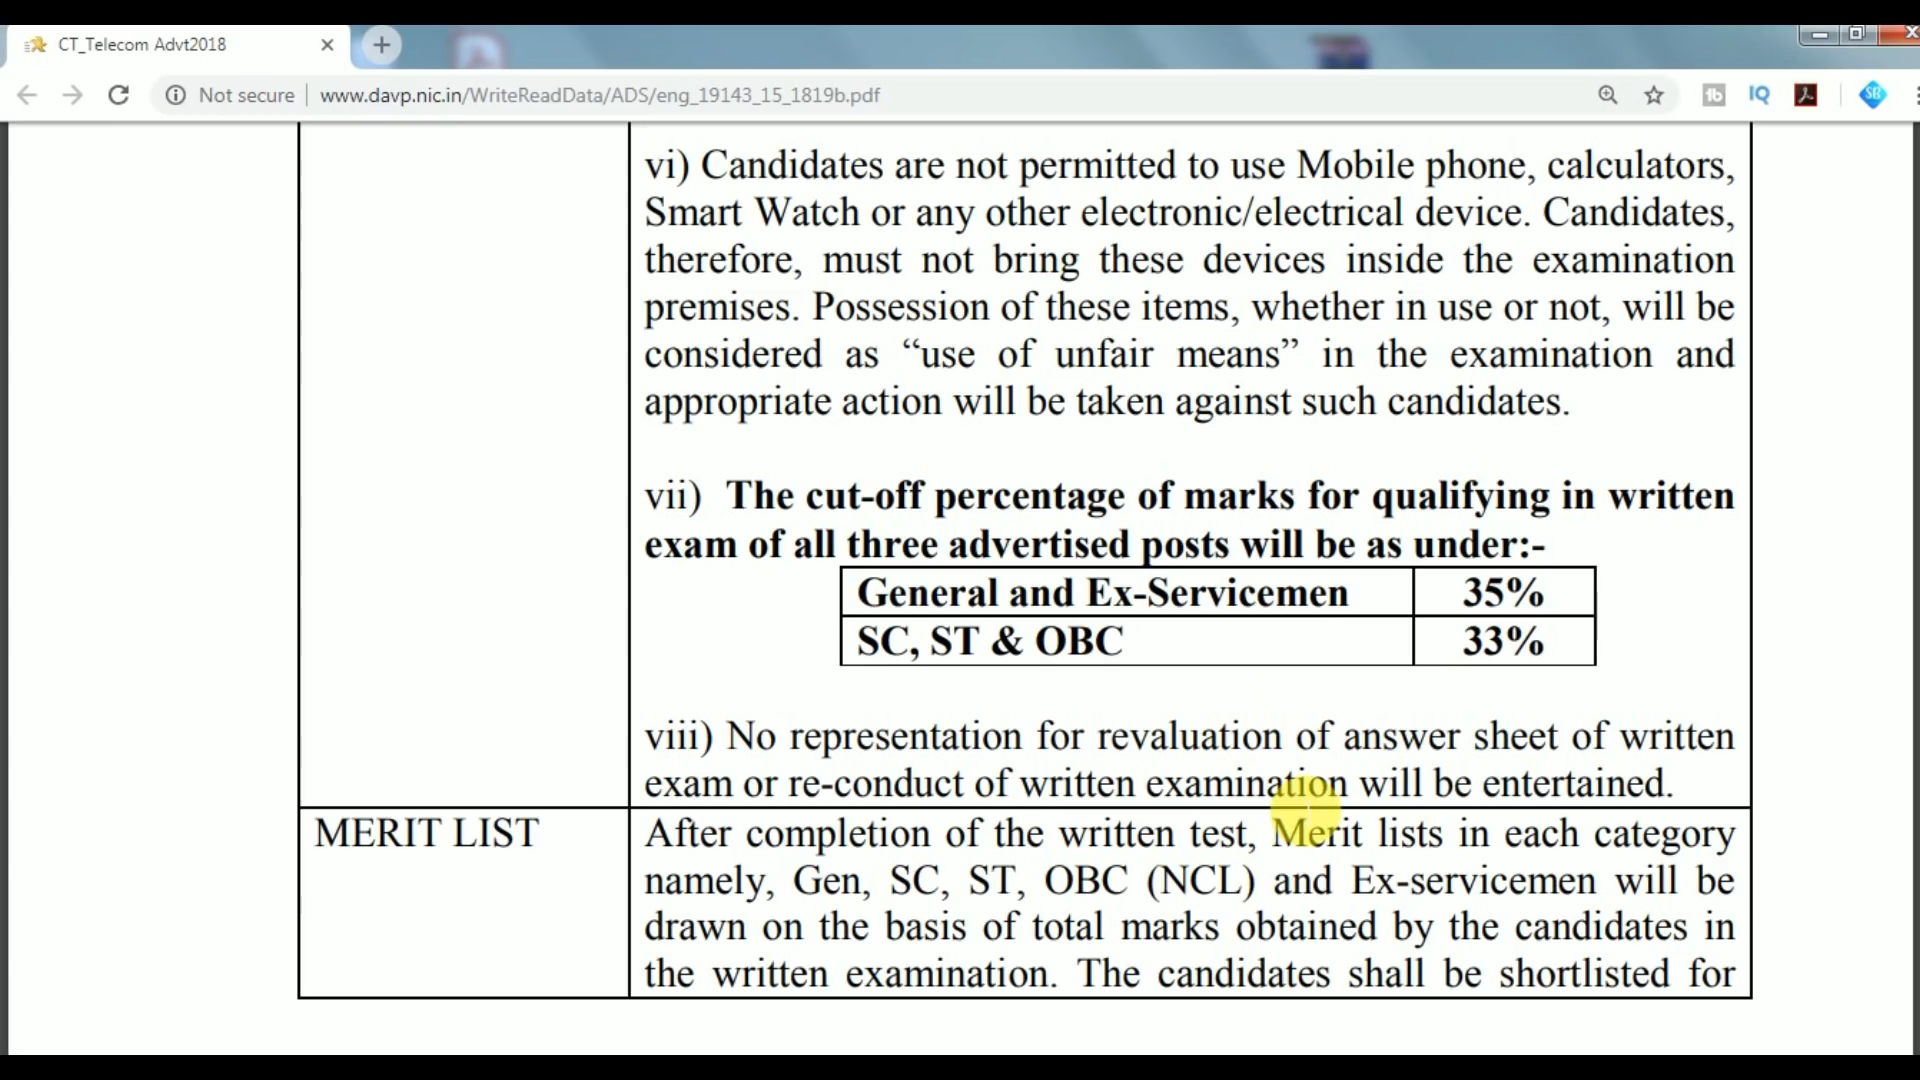 CT_Telecom Advt2018
Not secure
www.davp.nic.in/WriteReadData/ADS/eng_19143_15_1819b.pdf
IQ
SB
vi) Candidates are not permitted to use Mobile phone, calculators,
Smart Watch or any other electronic/electrical device. Candidates,
therefore, must not bring these devices inside the examination
premises. Possession of these items, whether in use or not, will be
considered as “use of unfair means” in the examination and
appropriate action will be taken against such candidates.
vii) The cut-off percentage of marks for qualifying in written
exam of all three advertised posts will be as under:-
General and Ex-Servicemen 35%
SC, ST & OBC 33%
viii) No representation for revaluation of answer sheet of written
exam or re-conduct of written examination will be entertained.
MERIT LIST
After completion of the written test, Merit lists in each category
namely, Gen, SC, ST, OBC (NCL) and Ex-servicemen will be
drawn on the basis of total marks obtained by the candidates in
the written examination. The candidates shall be shortlisted for